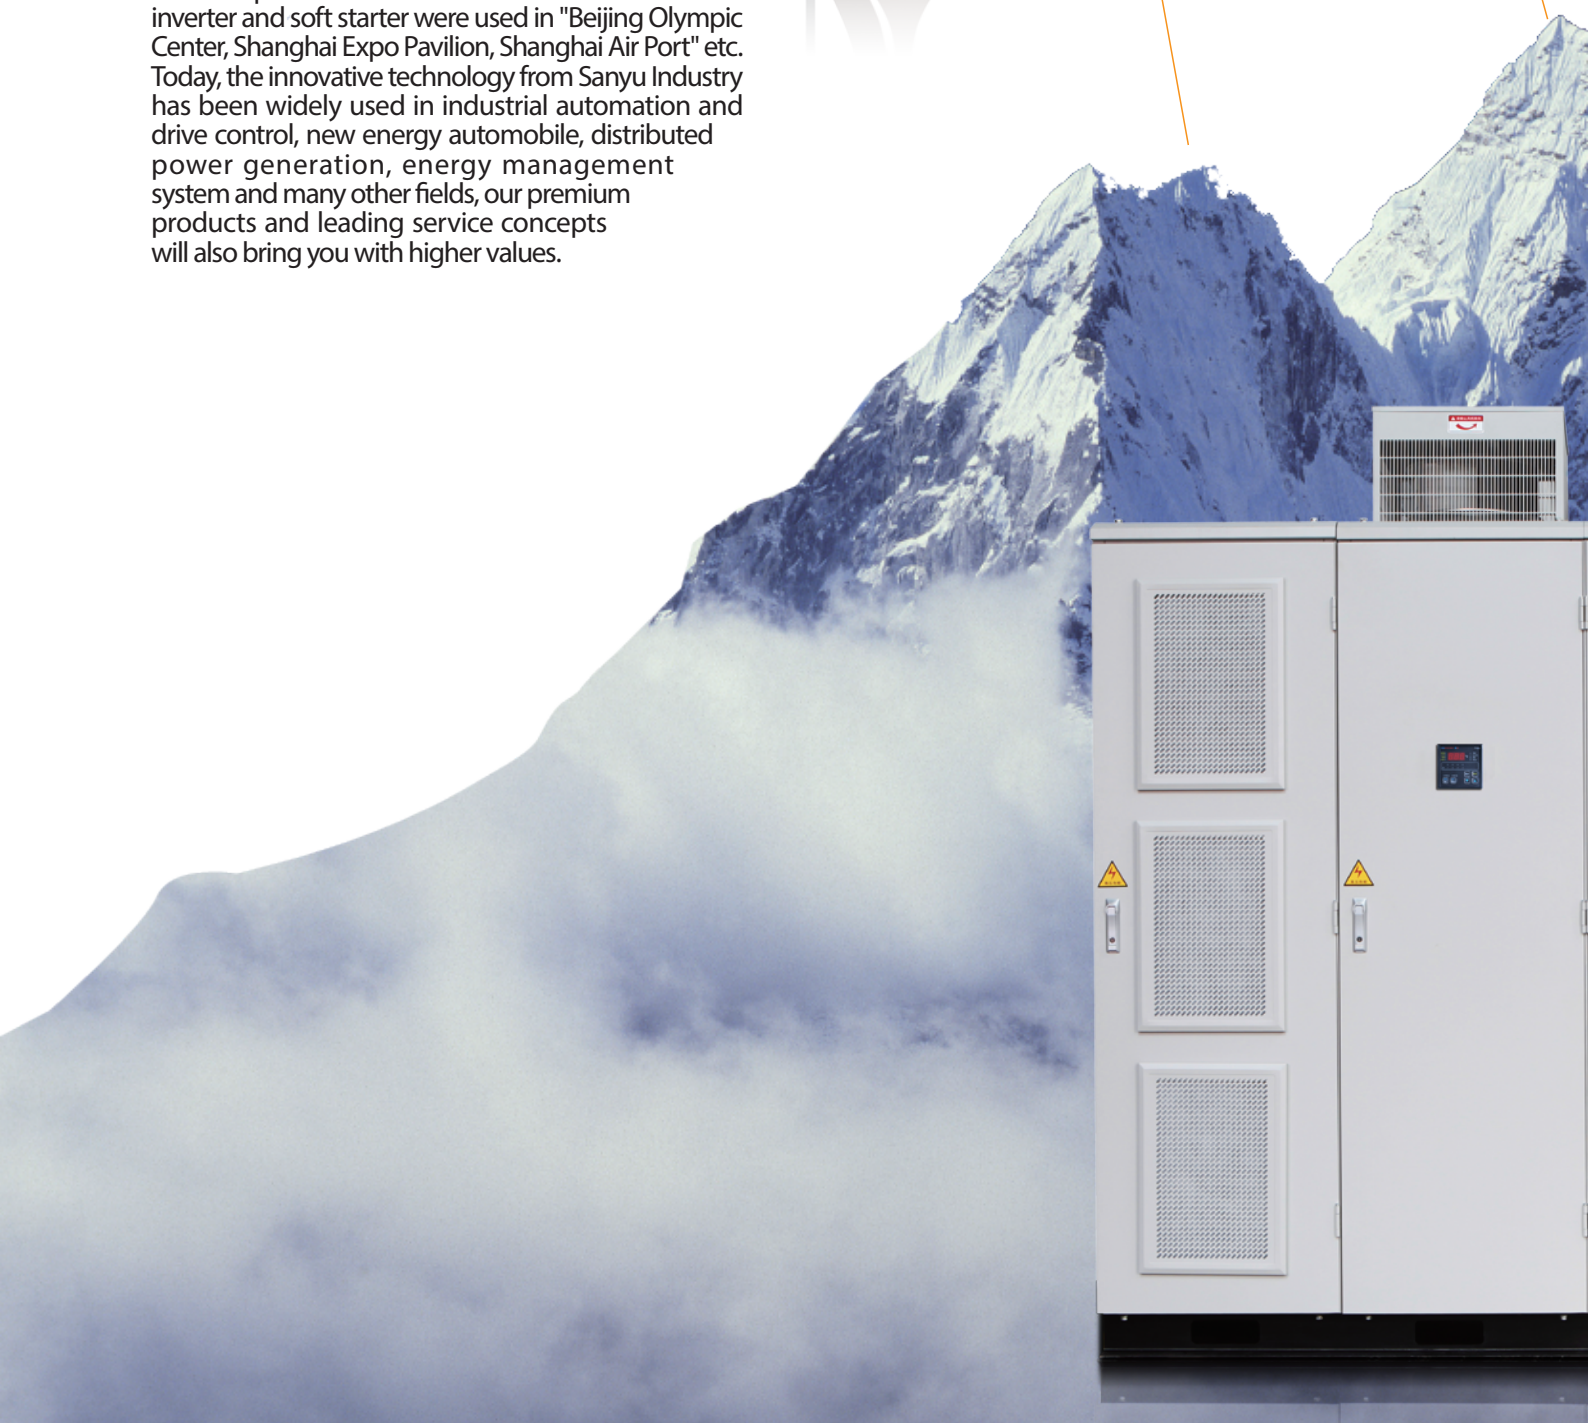 inverter and soft starter were used in "Beijing Olympic
Center, Shanghai Expo Pavilion, Shanghai Air Port" etc.
Today, the innovative technology from Sanyu Industry
has been widely used in industrial automation and
drive control, new energy automobile, distributed
power generation, energy management
system and many other fields, our premium
products and leading service concepts
will also bring you with higher values.